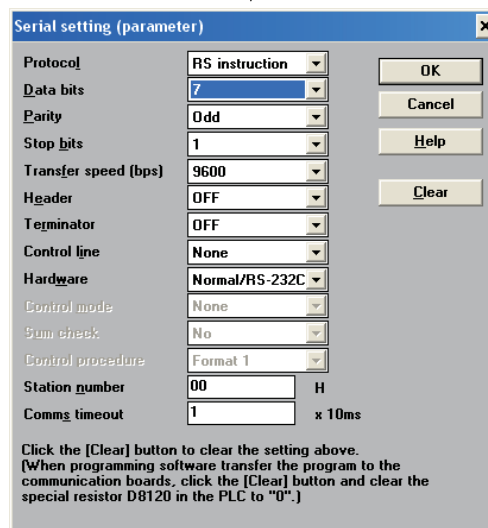 Serial setting (parameter)
Protocol RS instruction OK
Data bits 7
Parity Odd Cancel
Stop bits 1 Help
Transfer speed (bps) 9600
Header OFF Clear
Terminator OFF
Control line None
Hardware Normal/RS-232C
Control mode None
Sum check No
Control procedure Format 1
Station number 00 H
Comms timeout 1 x 10ms
Click the [Clear] button to clear the setting above.
(When programming software transfer the program to the
communication boards, click the [Clear] button and clear the
special resistor D8120 in the PLC to "0".)